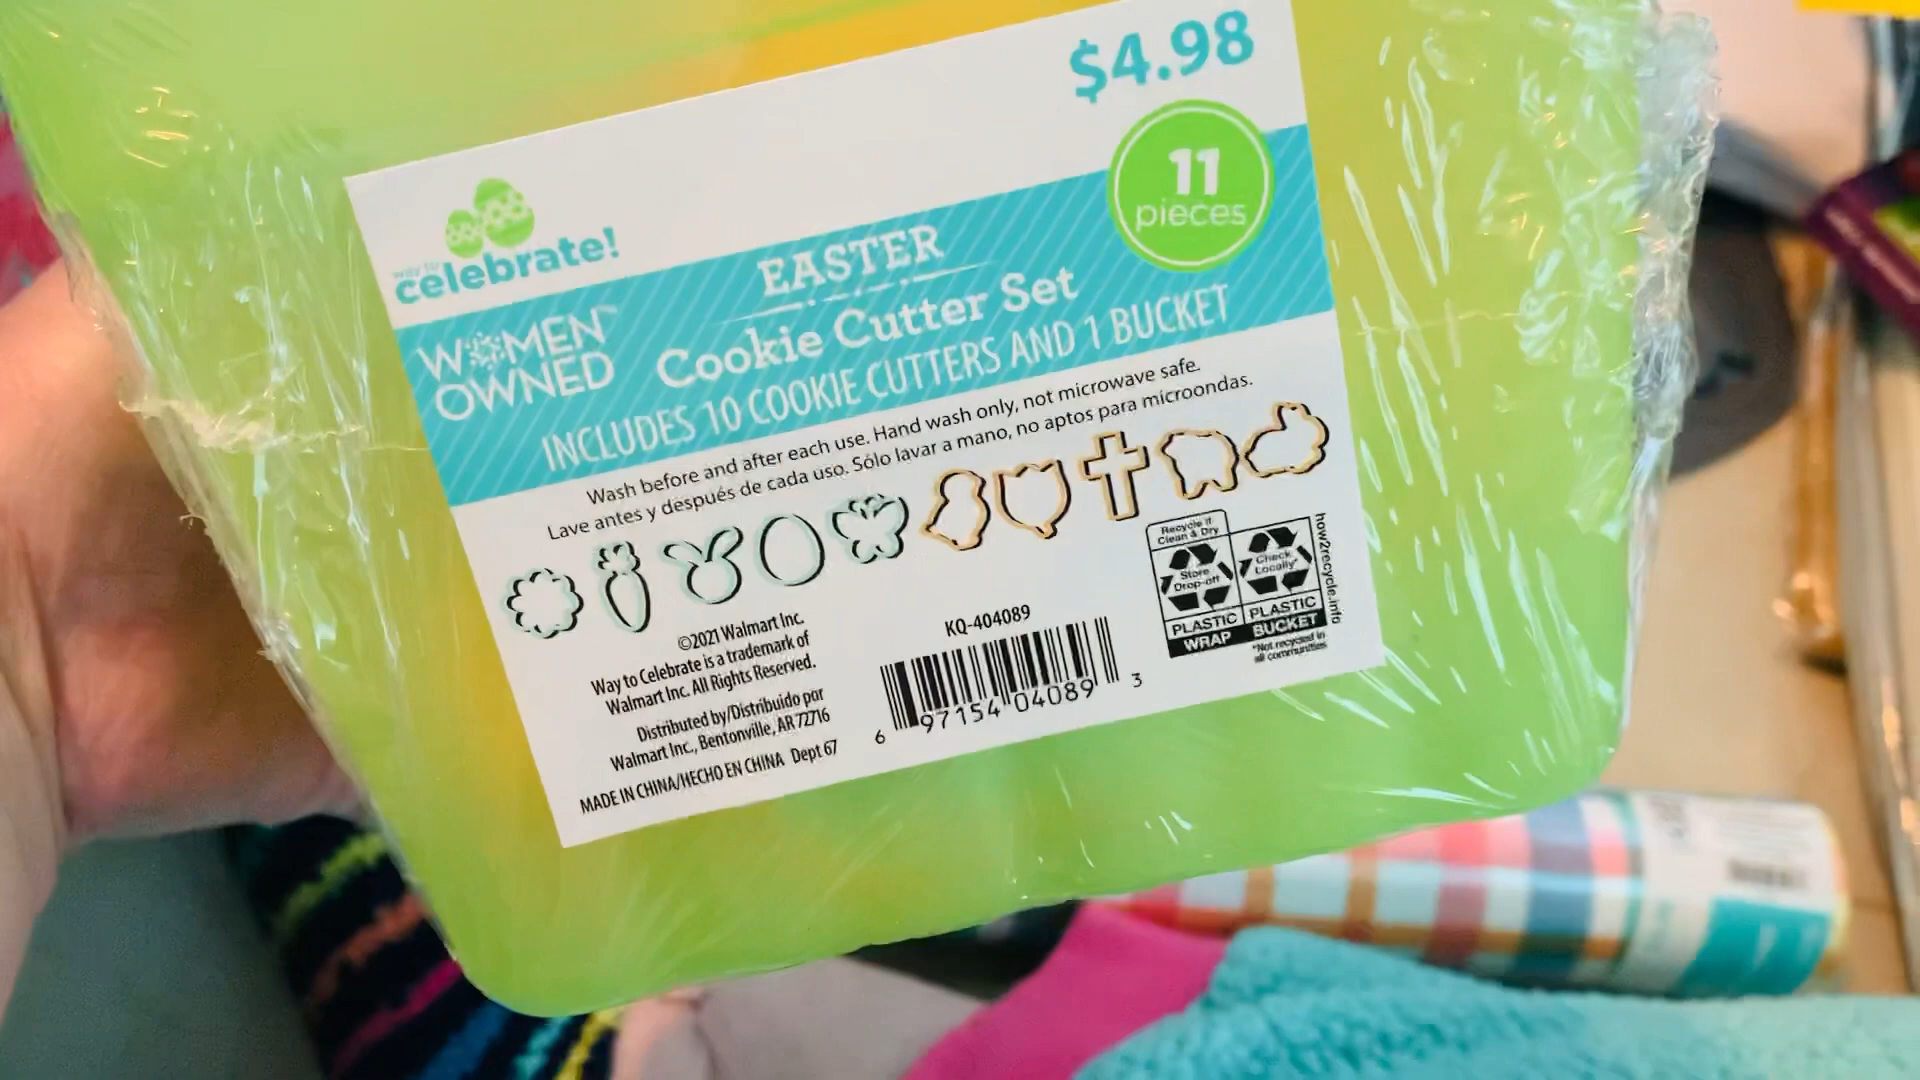 $4.98
11
pieces
way to
celebrate!
EASTER
WOMEN
OWNED
Cookie Cutter Set
INCLUDES 10 COOKIE CUTTERS AND 1 BUCKET
Wash before and after each use. Hand wash only, not microwave safe.
Lave antes y después de cada uso. Sólo lavar a mano, no aptos para microondas.
©2021 Walmart Inc.
Way to Celebrate is a trademark of
Walmart Inc. All Rights Reserved.
Distributed by/Distribuido por
Walmart Inc., Bentonville, AR 72716
MADE IN CHINA/HECHO EN CHINA Dept 67
KQ-404089
6 97154 04089 3
Recycle if
Clean & Dry
Store
Drop-off
Check
Locally*
PLASTIC
WRAP
PLASTIC
BUCKET
*Not recycled in
all communities
how2recycle.info